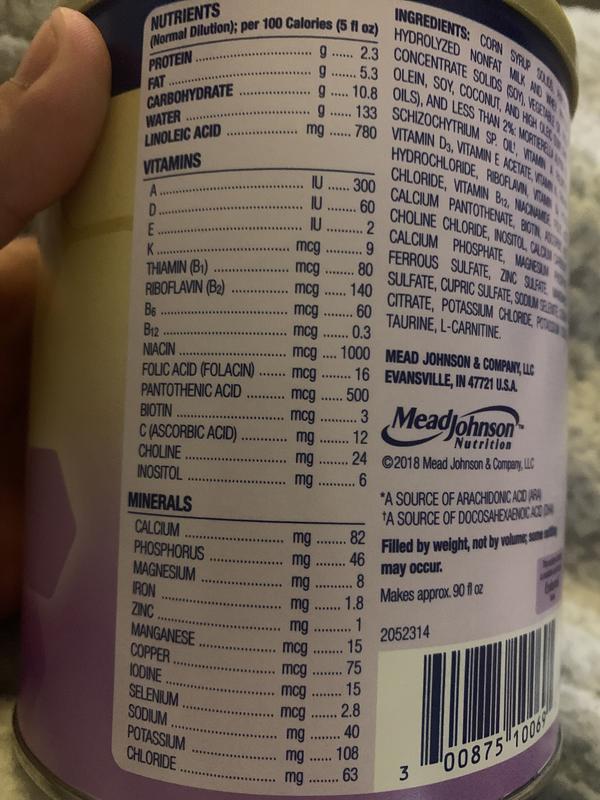 NUTRIENTS
(Normal Dilution); per 100 Calories (5 fl oz)
PROTEIN g 2.3
FAT g 5.3
CARBOHYDRATE g 10.8
WATER g 133
LINOLEIC ACID mg 780
VITAMINS
A IU 300
D IU 60
E IU 2
K mcg 9
THIAMIN (B1) mcg 80
RIBOFLAVIN (B2) mcg 140
B6 mcg 60
B12 mcg 0.3
NIACIN mcg 1000
FOLIC ACID (FOLACIN) mcg 16
PANTOTHENIC ACID mcg 500
BIOTIN mcg 3
C (ASCORBIC ACID) mg 12
CHOLINE mg 24
INOSITOL mg 6
MINERALS
CALCIUM mg 82
PHOSPHORUS mg 46
MAGNESIUM mg 8
IRON mg 1.8
ZINC mg 1
MANGANESE mcg 15
COPPER mcg 75
IODINE mcg 15
SELENIUM mcg 2.8
SODIUM mg 40
POTASSIUM mg 108
CHLORIDE mg 63
INGREDIENTS: CORN SYRUP SOLIDS,
HYDROLYZED NONFAT MILK AND
CONCENTRATE SOLIDS (SOY), VEGETABLE
OLEIN, SOY, COCONUT, AND HIGH
OILS), AND LESS THAN 2%:
SCHIZOCHYTRIUM SP. OIL†, VITAMIN A
VITAMIN D3, VITAMIN E ACETATE, VITAMIN
HYDROCHLORIDE, RIBOFLAVIN, VITAMIN
CHLORIDE, VITAMIN B12, NIACINAMIDE,
CALCIUM PANTOTHENATE, BIOTIN,
CHOLINE CHLORIDE, INOSITOL, CALCIUM
CALCIUM PHOSPHATE, MAGNESIUM
FERROUS SULFATE, ZINC SULFATE,
SULFATE, CUPRIC SULFATE, SODIUM
CITRATE, POTASSIUM CHLORIDE,
TAURINE, L-CARNITINE.
MEAD JOHNSON & COMPANY, LLC
EVANSVILLE, IN 47721 U.S.A.
MeadJohnson™
Nutrition
©2018 Mead Johnson & Company, LLC
*A SOURCE OF ARACHIDONIC ACID (ARA)
†A SOURCE OF DOCOSAHEXAENOIC ACID (DHA)
Filled by weight, not by volume; some settling
may occur.
Makes approx. 90 fl oz
2052314
3 00875 10069